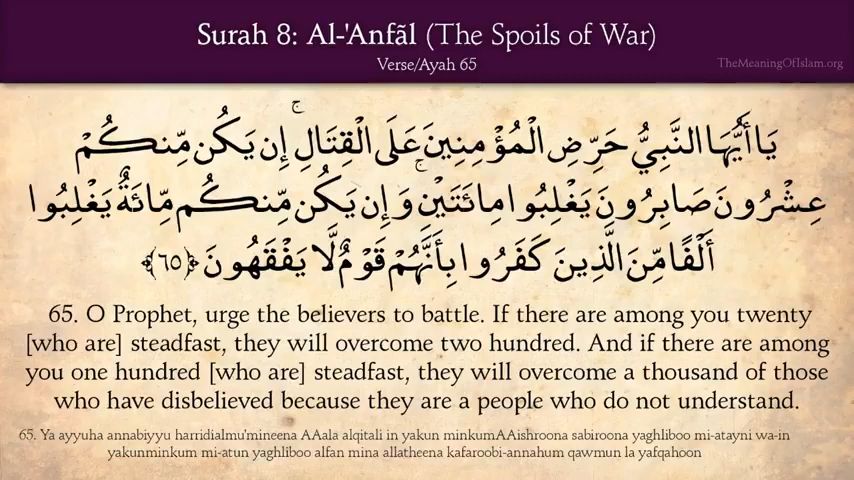 Surah 8: Al-'Anfãl (The Spoils of War)
Verse/Ayah 65
TheMeaningOfIslam.org
يَا أَيُّهَا النَّبِيُّ حَرِّضِ الْمُؤْمِنِينَ عَلَى الْقِتَالِ ۚ إِن يَكُن مِّنكُمْ
عِشْرُونَ صَابِرُونَ يَغْلِبُوا مِائَتَيْنِ ۚ وَإِن يَكُن مِّنكُم مِّائَةٌ يَغْلِبُوا
أَلْفًا مِّنَ الَّذِينَ كَفَرُوا بِأَنَّهُمْ قَوْمٌ لَّا يَفْقَهُونَ ﴿٦٥﴾
65. O Prophet, urge the believers to battle. If there are among you twenty
[who are] steadfast, they will overcome two hundred. And if there are among
you one hundred [who are] steadfast, they will overcome a thousand of those
who have disbelieved because they are a people who do not understand.
65. Ya ayyuha annabiyyu harridialmu'mineena AAala alqitali in yakun minkumAAishroona sabiroona yaghliboo mi-atayni wa-in
yakunminkum mi-atun yaghliboo alfan mina allatheena kafaroobi-annahum qawmun la yafqahoon